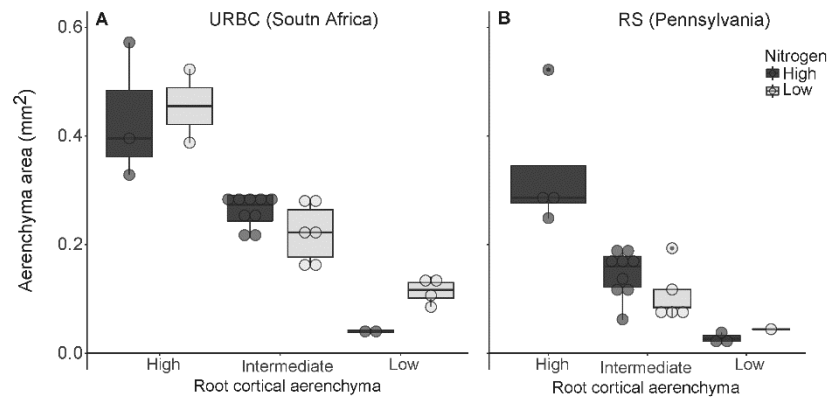 A
URBC (South Africa)
B
RS (Pennsylvania)
Nitrogen
High
Low
Aerenchyma area (mm2)
0.6
0.4
0.2
0.0
High
Intermediate
Low
Root cortical aerenchyma
High
Intermediate
Low
Root cortical aerenchyma